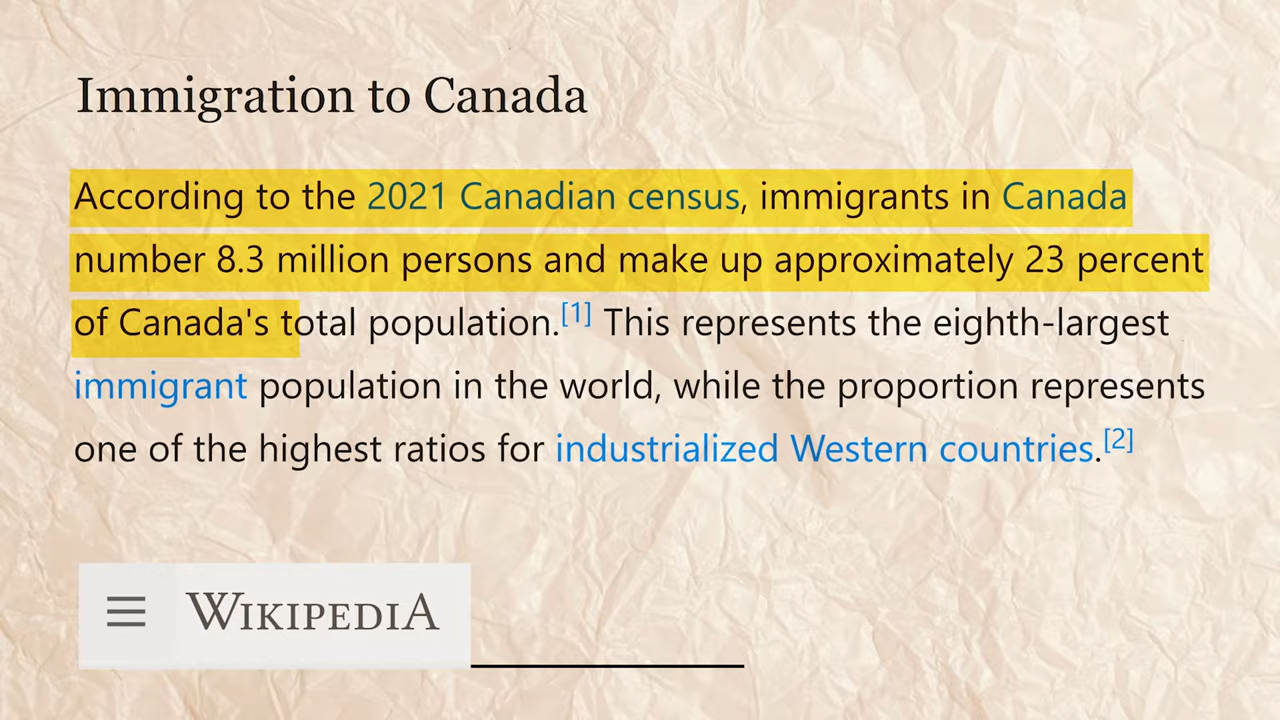 Immigration to Canada
According to the 2021 Canadian census, immigrants in Canada
number 8.3 million persons and make up approximately 23 percent
of Canada's total population.[1] This represents the eighth-largest
immigrant population in the world, while the proportion represents
one of the highest ratios for industrialized Western countries.[2]
WIKIPEDIA